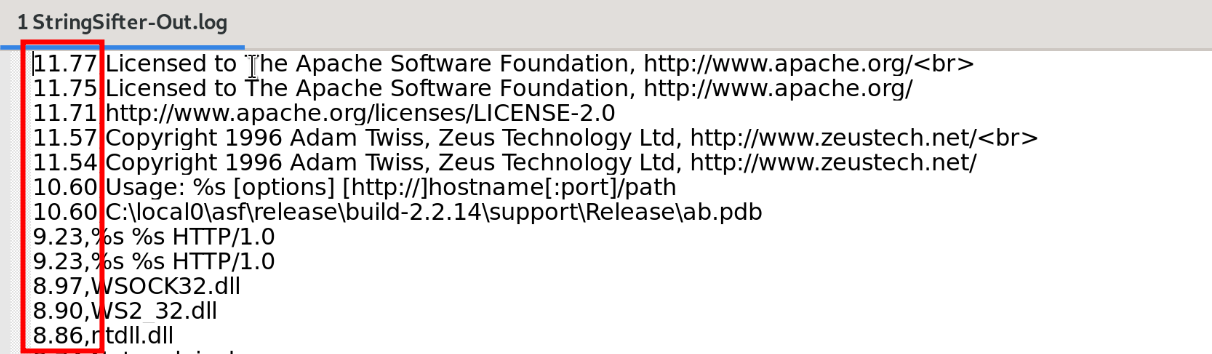 1 StringSifter-Out.log
11.77,Licensed to The Apache Software Foundation, http://www.apache.org/<br>
11.75,Licensed to The Apache Software Foundation, http://www.apache.org/
11.71,http://www.apache.org/licenses/LICENSE-2.0
11.57,Copyright 1996 Adam Twiss, Zeus Technology Ltd, http://www.zeustech.net/<br>
11.54,Copyright 1996 Adam Twiss, Zeus Technology Ltd, http://www.zeustech.net/
10.60,Usage: %s [options] [http://]hostname[:port]/path
10.60,C:\local0\asf\release\build-2.2.14\support\Release\ab.pdb
9.23,%s %s HTTP/1.0
9.23,%s %s HTTP/1.0
8.97,WSOCK32.dll
8.90,WS2_32.dll
8.86,ntdll.dll